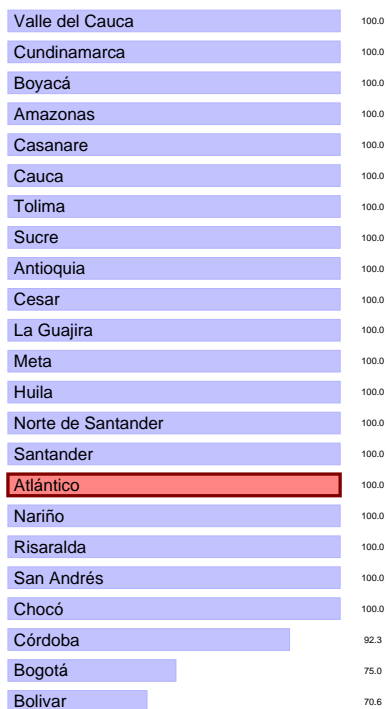 Valle del Cauca 100.0
Cundinamarca 100.0
Boyacá 100.0
Amazonas 100.0
Casanare 100.0
Cauca 100.0
Tolima 100.0
Sucre 100.0
Antioquia 100.0
Cesar 100.0
La Guajira 100.0
Meta 100.0
Huila 100.0
Norte de Santander 100.0
Santander 100.0
Atlántico 100.0
Nariño 100.0
Risaralda 100.0
San Andrés 100.0
Chocó 100.0
Córdoba 92.3
Bogotá 75.0
Bolivar 70.6